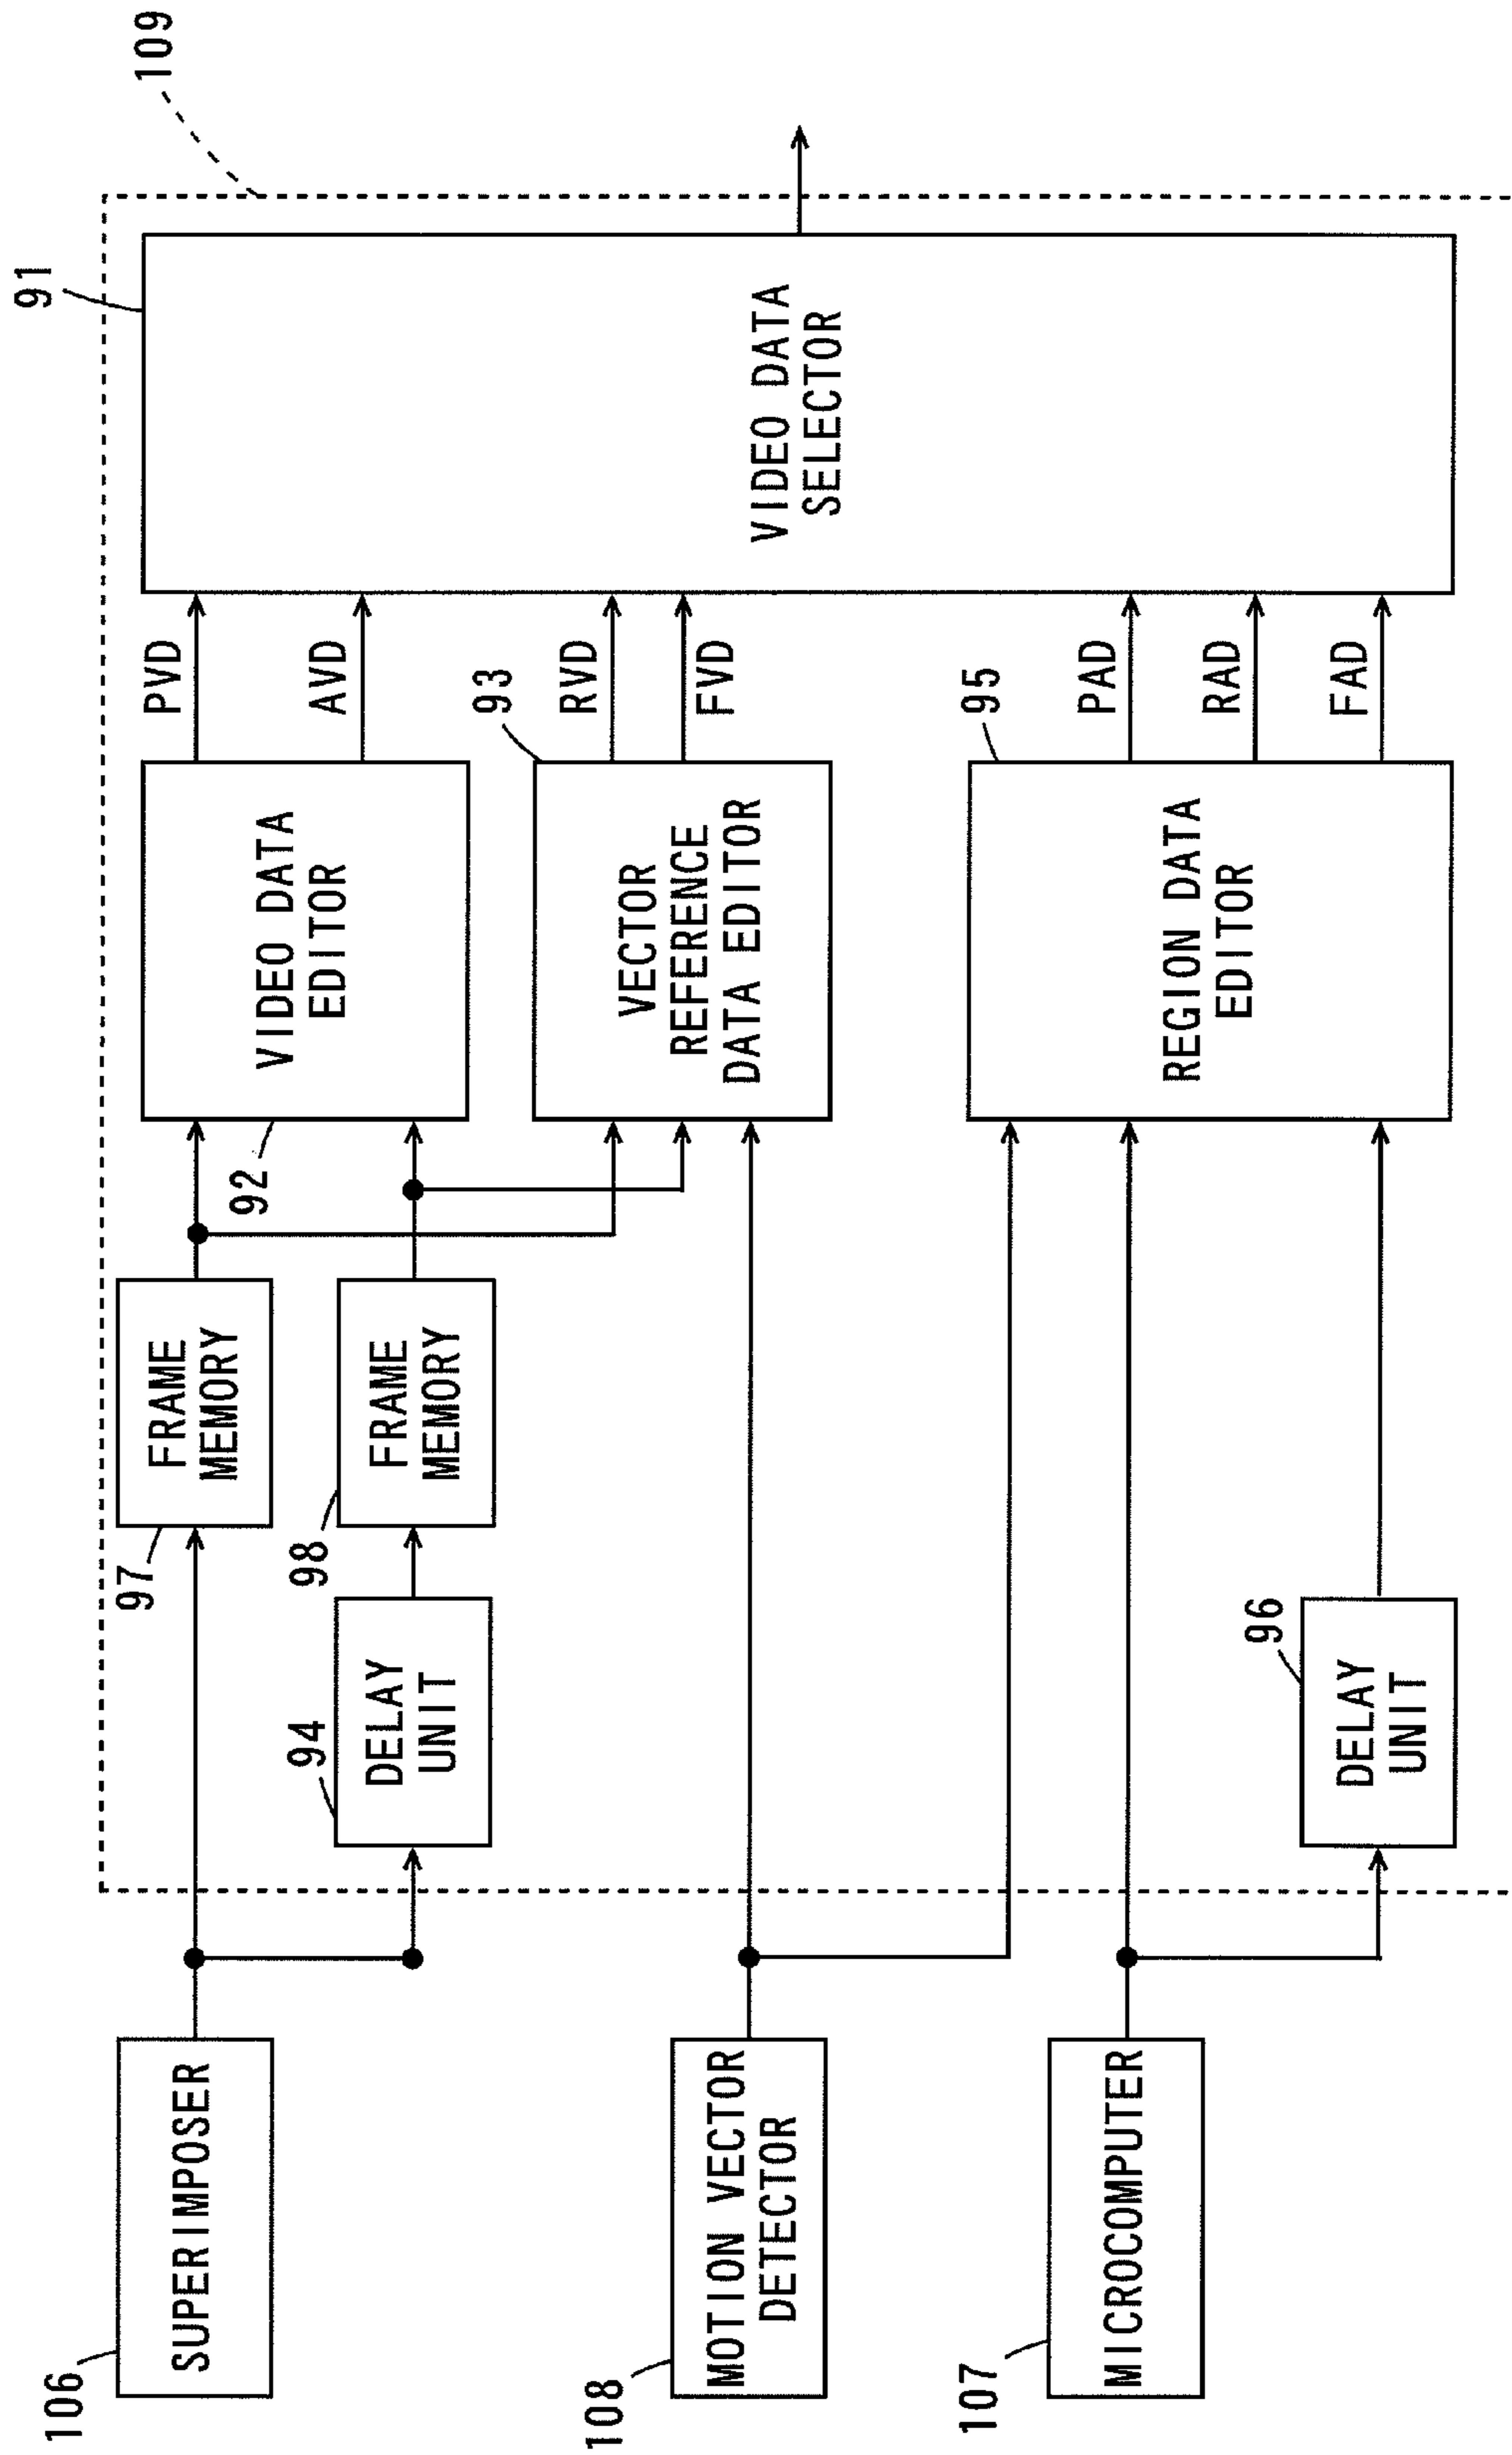 109
91
VIDEO DATA
SELECTOR
PVD
AVD
RVD
FVD
PAD
RAD
FAD
92
VIDEO DATA
EDITOR
93
VECTOR
REFERENCE
DATA EDITOR
95
REGION DATA
EDITOR
97
FRAME
MEMORY
98
FRAME
MEMORY
94
DELAY
UNIT
96
DELAY
UNIT
106
SUPERIMPOSER
108
MOTION VECTOR
DETECTOR
107
MICROCOMPUTER